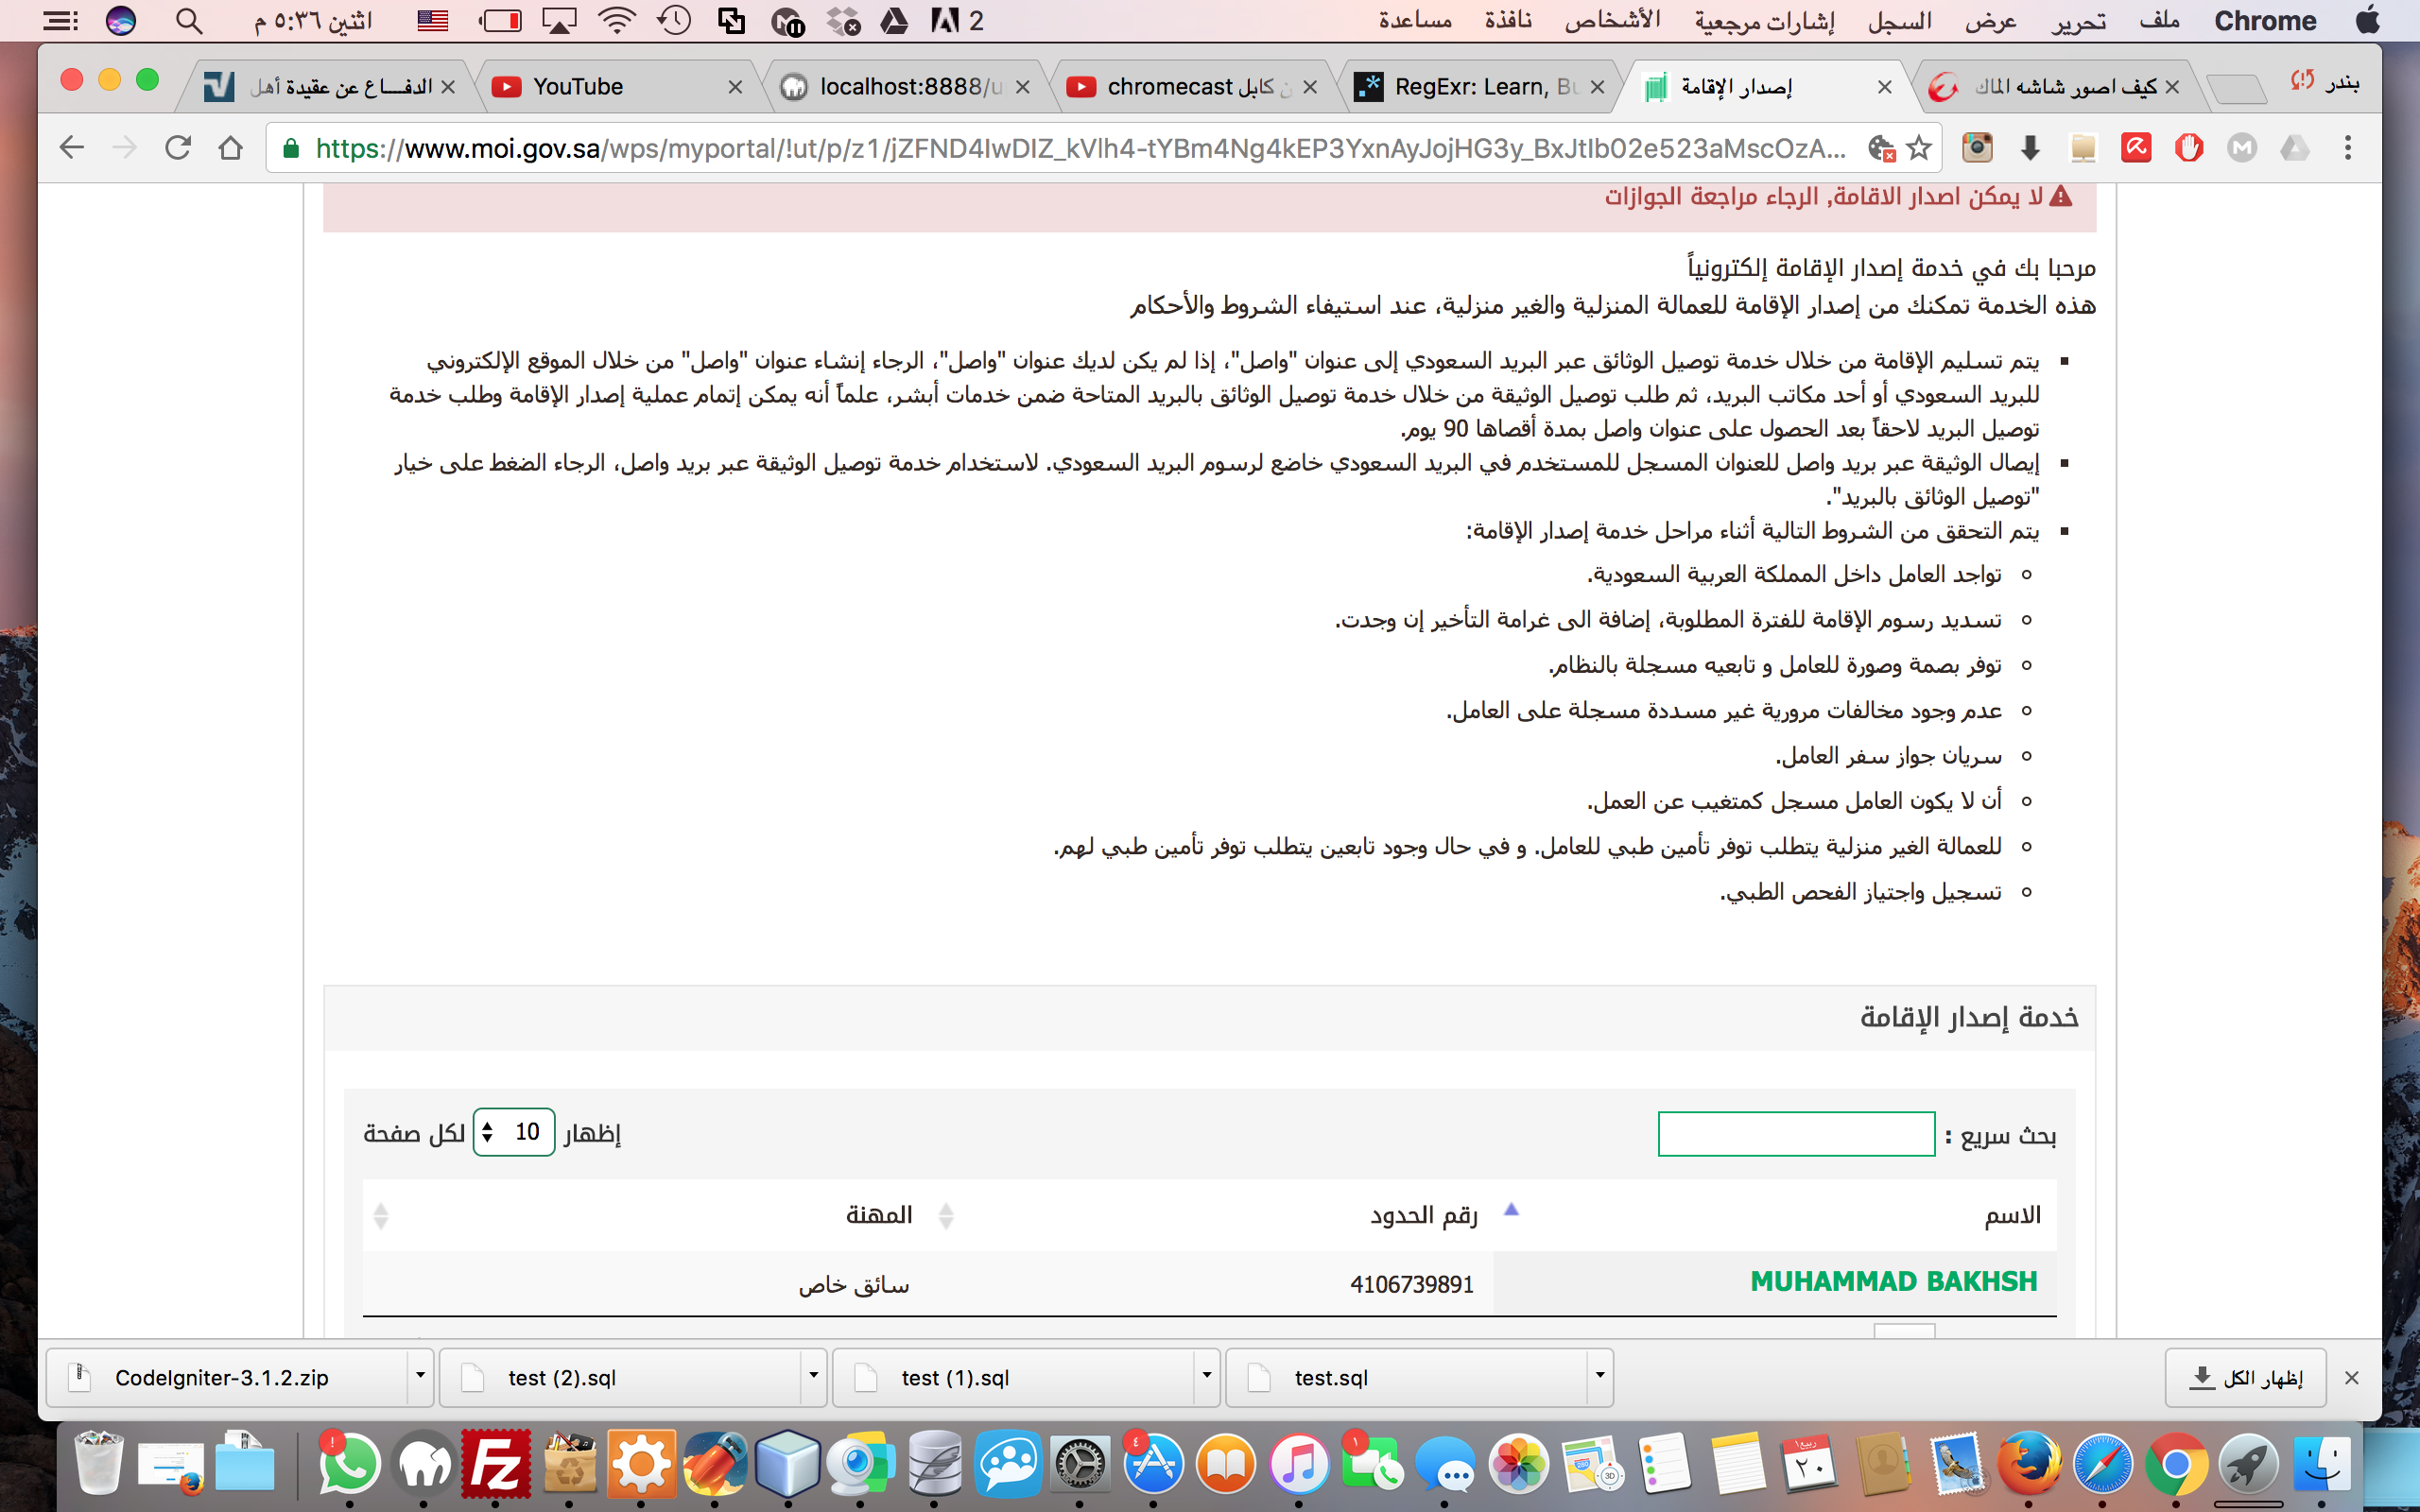 Chrome ملف تحرير عرض السجل إشارات مرجعية الأشخاص نافذة مساعدة
2
اثنين ٥:٣٦ م
الدفـــاع عن عقيدة أهل
YouTube
localhost:8888/u
chromecast ن كابل
RegExr: Learn, Bu
إصدار الإقامة
كيف اصور شاشه الماك
بندر
https://www.moi.gov.sa/wps/myportal/!ut/p/z1/jZFND4IwDIZ_kVlh4-tYBm4Ng4kEP3YxnAyJojHG3y_BxJtIb02e523aMscOzA...
لا يمكن اصدار الاقامة, الرجاء مراجعة الجوازات
مرحبا بك في خدمة إصدار الإقامة إلكترونياً
هذه الخدمة تمكنك من إصدار الإقامة للعمالة المنزلية والغير منزلية، عند استيفاء الشروط والأحكام
يتم تسليم الإقامة من خلال خدمة توصيل الوثائق عبر البريد السعودي إلى عنوان "واصل"، إذا لم يكن لديك عنوان "واصل"، الرجاء إنشاء عنوان "واصل" من خلال الموقع الإلكتروني
للبريد السعودي أو أحد مكاتب البريد، ثم طلب توصيل الوثيقة من خلال خدمة توصيل الوثائق بالبريد المتاحة ضمن خدمات أبشر، علماً أنه يمكن إتمام عملية إصدار الإقامة وطلب خدمة
توصيل البريد لاحقاً بعد الحصول على عنوان واصل بمدة أقصاها 90 يوم.
إيصال الوثيقة عبر بريد واصل للعنوان المسجل للمستخدم في البريد السعودي خاضع لرسوم البريد السعودي. لاستخدام خدمة توصيل الوثيقة عبر بريد واصل، الرجاء الضغط على خيار
"توصيل الوثائق بالبريد".
يتم التحقق من الشروط التالية أثناء مراحل خدمة إصدار الإقامة:
تواجد العامل داخل المملكة العربية السعودية.
تسديد رسوم الإقامة للفترة المطلوبة، إضافة الى غرامة التأخير إن وجدت.
توفر بصمة وصورة للعامل و تابعيه مسجلة بالنظام.
عدم وجود مخالفات مرورية غير مسددة مسجلة على العامل.
سريان جواز سفر العامل.
أن لا يكون العامل مسجل كمتغيب عن العمل.
للعمالة الغير منزلية يتطلب توفر تأمين طبي للعامل. و في حال وجود تابعين يتطلب توفر تأمين طبي لهم.
تسجيل واجتياز الفحص الطبي.
خدمة إصدار الإقامة
بحث سريع :
إظهار 10 لكل صفحة
الاسم رقم الحدود المهنة
MUHAMMAD BAKHSH 4106739891 سائق خاص
CodeIgniter-3.1.2.zip
test (2).sql
test (1).sql
test.sql
إظهار الكل
!
٤
١
3D
٢٠